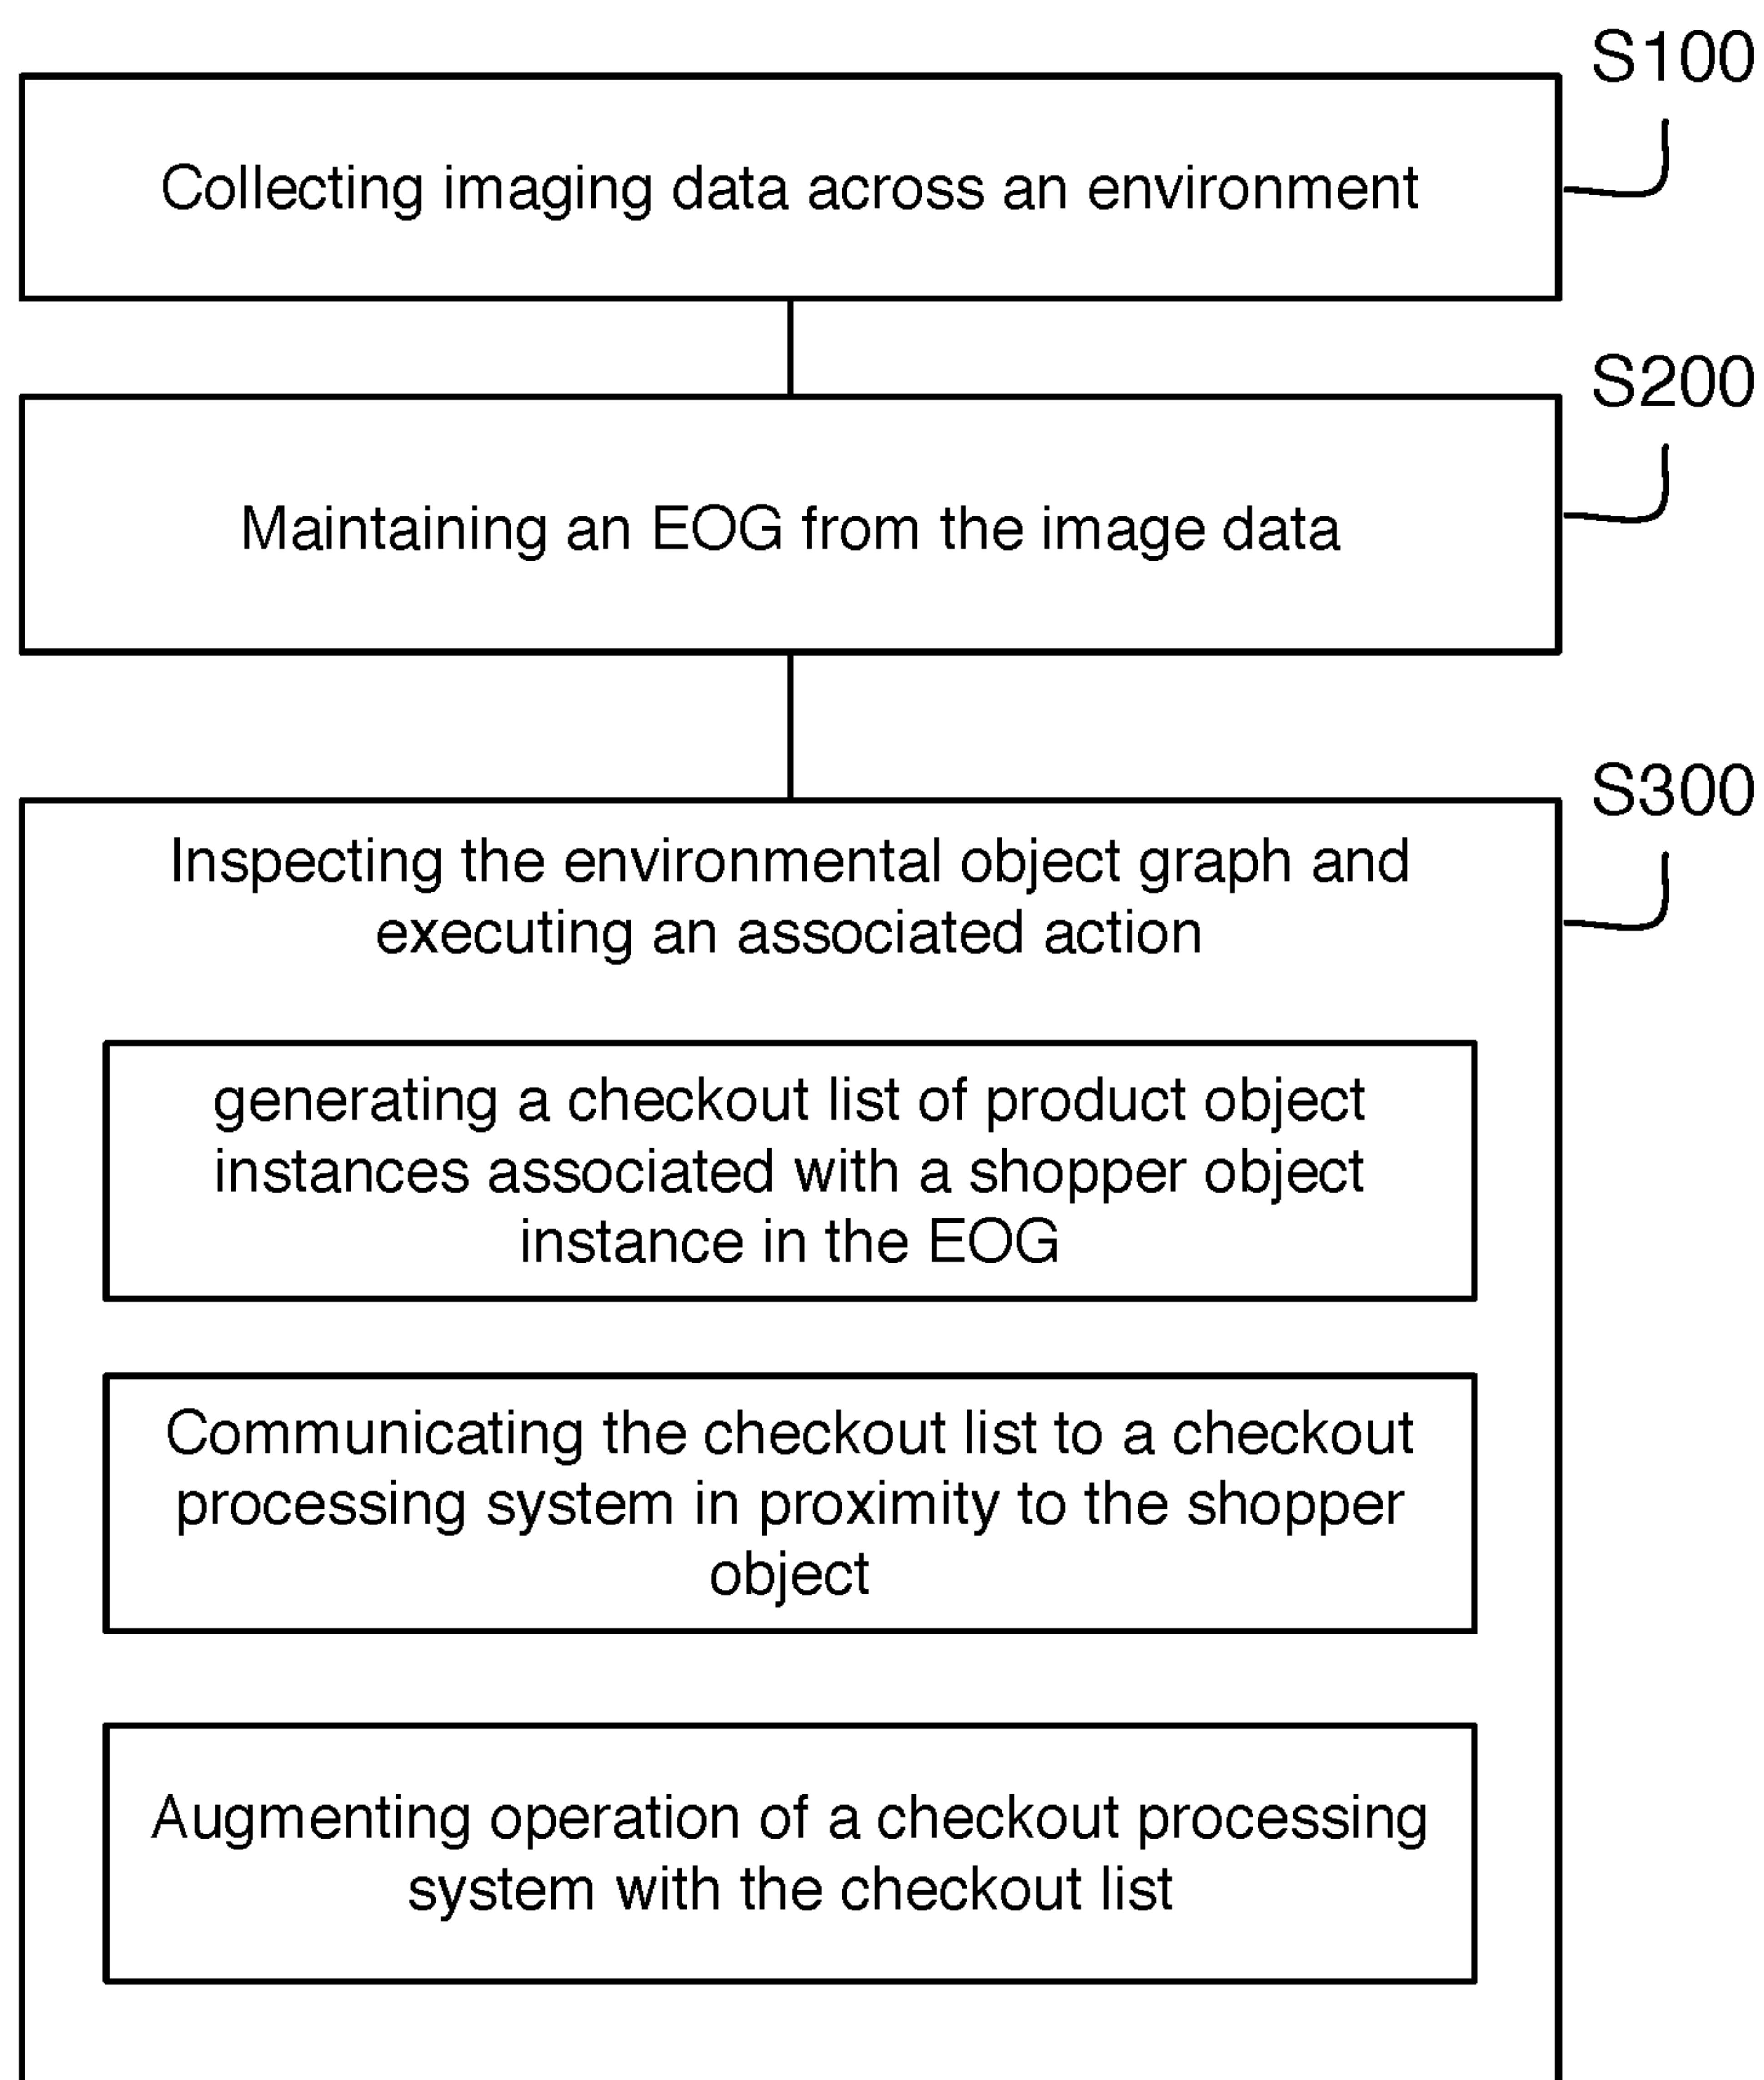 S100
Collecting imaging data across an environment
S200
Maintaining an EOG from the image data
S300
Inspecting the environmental object graph and
executing an associated action
generating a checkout list of product object
instances associated with a shopper object
instance in the EOG
Communicating the checkout list to a checkout
processing system in proximity to the shopper
object
Augmenting operation of a checkout processing
system with the checkout list